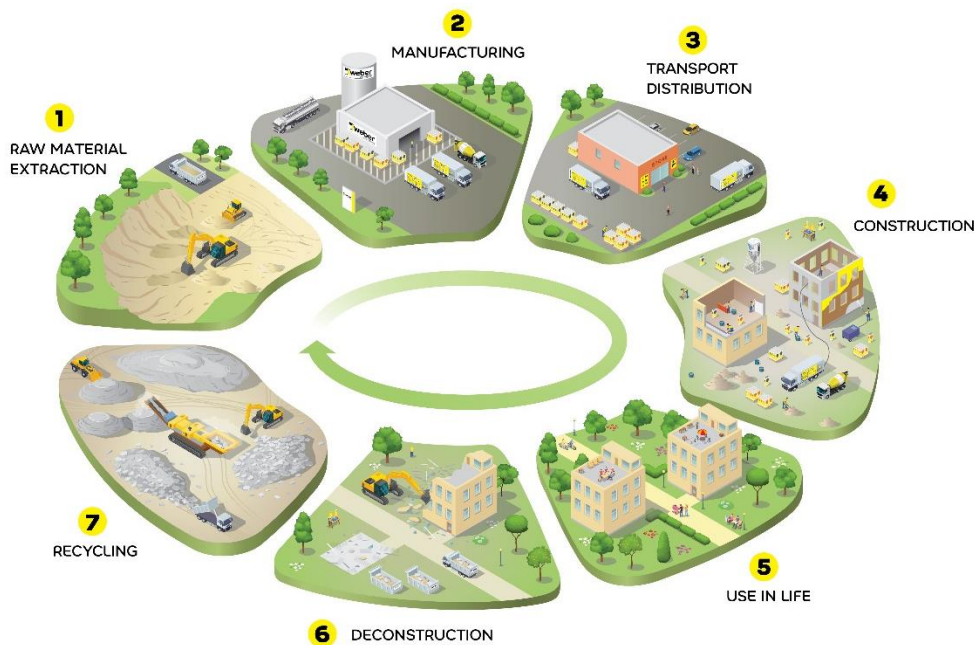 1
RAW MATERIAL
EXTRACTION
2
MANUFACTURING
weber
weber
3
TRANSPORT
DISTRIBUTION
4
CONSTRUCTION
5
USE IN LIFE
6 DECONSTRUCTION
7
RECYCLING